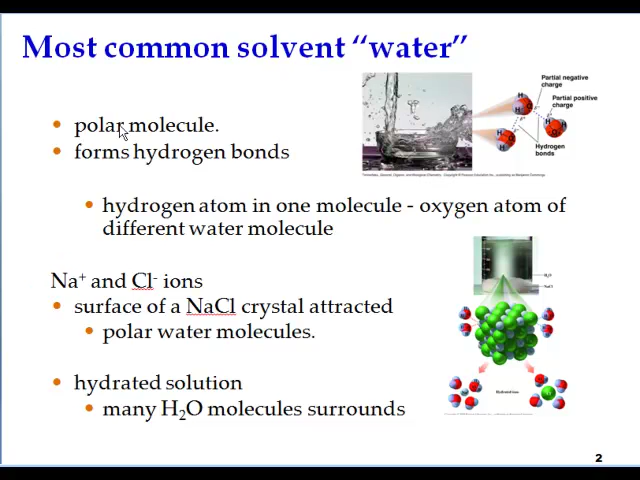 Most common solvent “water”
Partial negative
charge
Partial positive
charge
Hydrogen
bonds
• polar molecule.
• forms hydrogen bonds
• hydrogen atom in one molecule - oxygen atom of
different water molecule
Na⁺ and Cl⁻ ions
• surface of a NaCl crystal attracted
• polar water molecules.
H₂O
NaCl
• hydrated solution
• many H₂O molecules surrounds
2